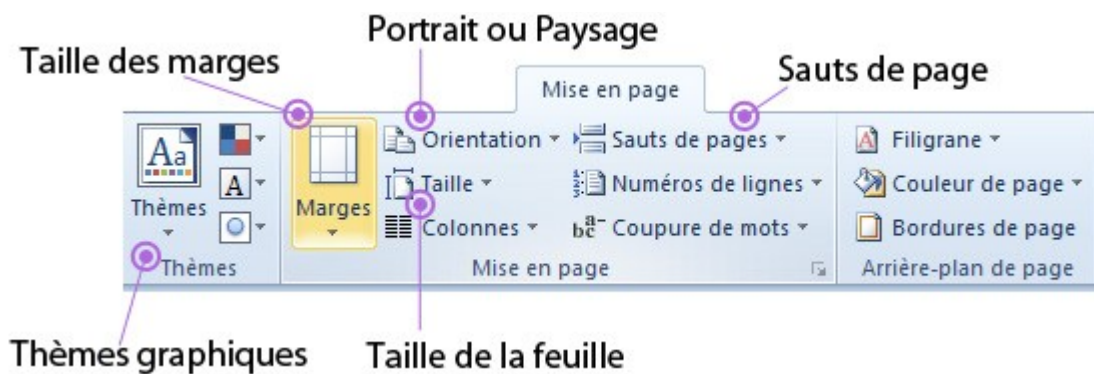 Portrait ou Paysage
Taille des marges
Sauts de page
Mise en page
Aa
A
Thèmes
Thèmes
Marges
Orientation
Taille
Colonnes
Sauts de pages
Numéros de lignes
Coupure de mots
Mise en page
A
Filigrane
Couleur de page
Bordures de page
Arrière-plan de page
Thèmes graphiques
Taille de la feuille